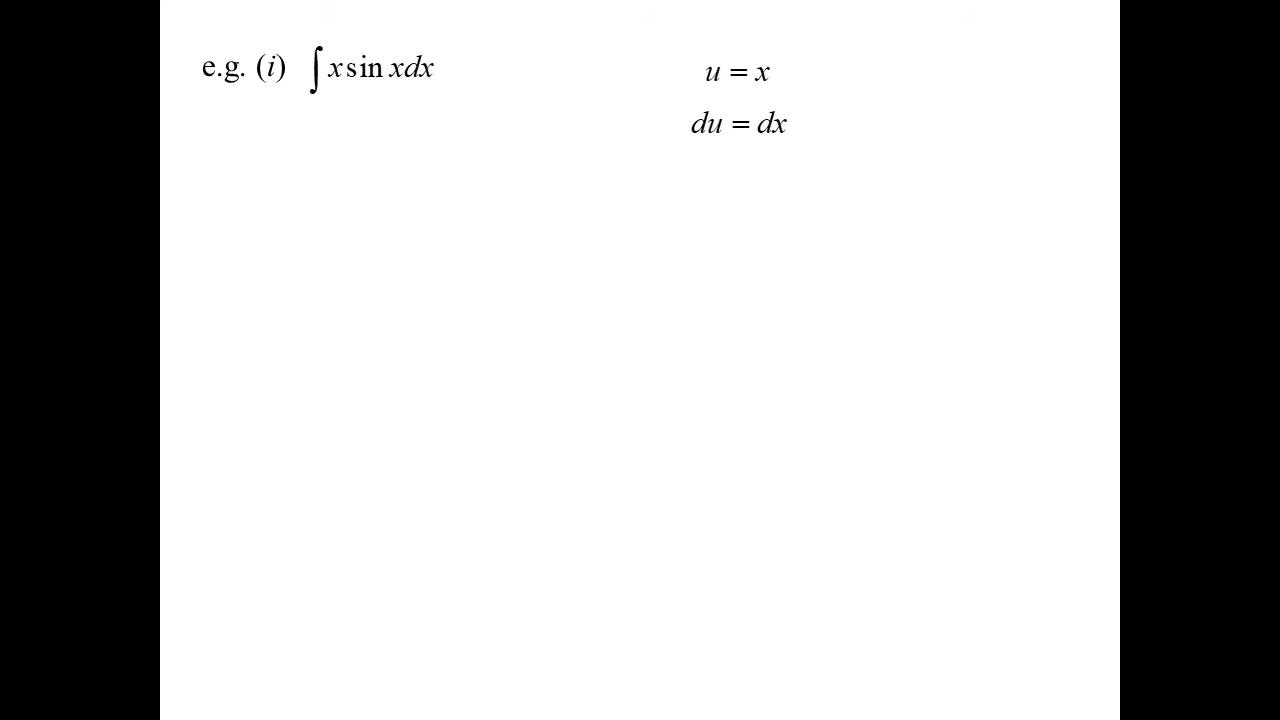 e.g. (i) ∫ x sin x dx
u = x
du = dx